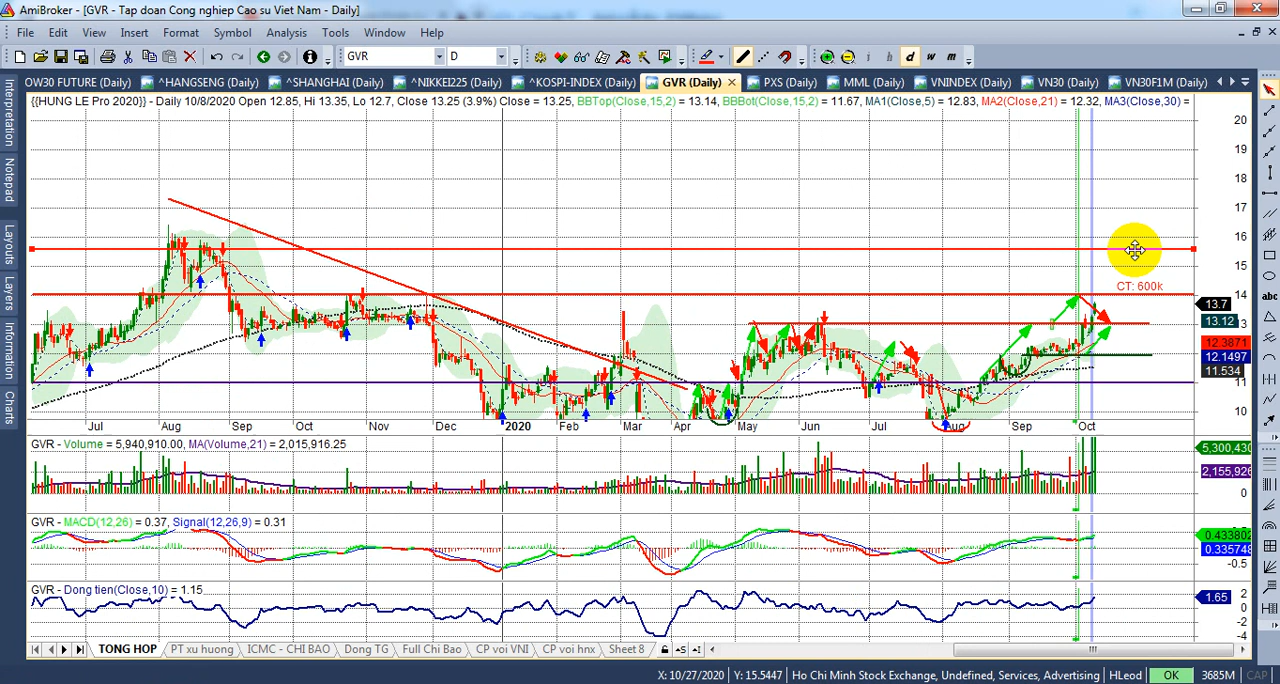 AmiBroker - [GVR - Tap doan Cong nghiep Cao su Viet Nam - Daily]
File Edit View Insert Format Symbol Analysis Tools Window Help
GVR D i h d w m
OW30 FUTURE (Daily) ^HANGSENG (Daily) ^SHANGHAI (Daily) ^NIKKEI225 (Daily) ^KOSPI-INDEX (Daily) GVR (Daily) PXS (Daily) MML (Daily) VNINDEX (Daily) VN30 (Daily) VN30F1M (Daily)
{{HUNG LE Pro 2020}} - Daily 10/8/2020 Open 12.85, Hi 13.35, Lo 12.7, Close 13.25 (3.9%) Close = 13.25, BBTop(Close,15,2) = 13.14, BBBot(Close,15,2) = 11.67, MA1(Close,5) = 12.83, MA2(Close,21) = 12.32, MA3(Close,30) =
Interpretation
Notepad
Layouts
Layers
Information
Charts
abc
20
19
18
17
16
15
CT: 600k
14
13.7
13.12
12.3871
12.1497
11.534
11
10
Jul Aug Sep Oct Nov Dec 2020 Feb Mar Apr May Jun Jul Aug Sep Oct
GVR - Volume = 5,940,910.00, MA(Volume,21) = 2,015,916.25
5,300,430
2,155,926
0
GVR - MACD(12,26) = 0.37, Signal(12,26,9) = 0.31
0.433802
0.335748
-0.5
GVR - Dong tien(Close,10) = 1.15
2
1.65
0
-2
-4
TONG HOP PT xu huong ICMC - CHI BAO Dong TG Full Chi Bao CP voi VNI CP voi hnx Sheet 8
X: 10/27/2020 Y: 15.5447 Ho Chi Minh Stock Exchange, Undefined, Services, Advertising HLeod OK 3685M CAP